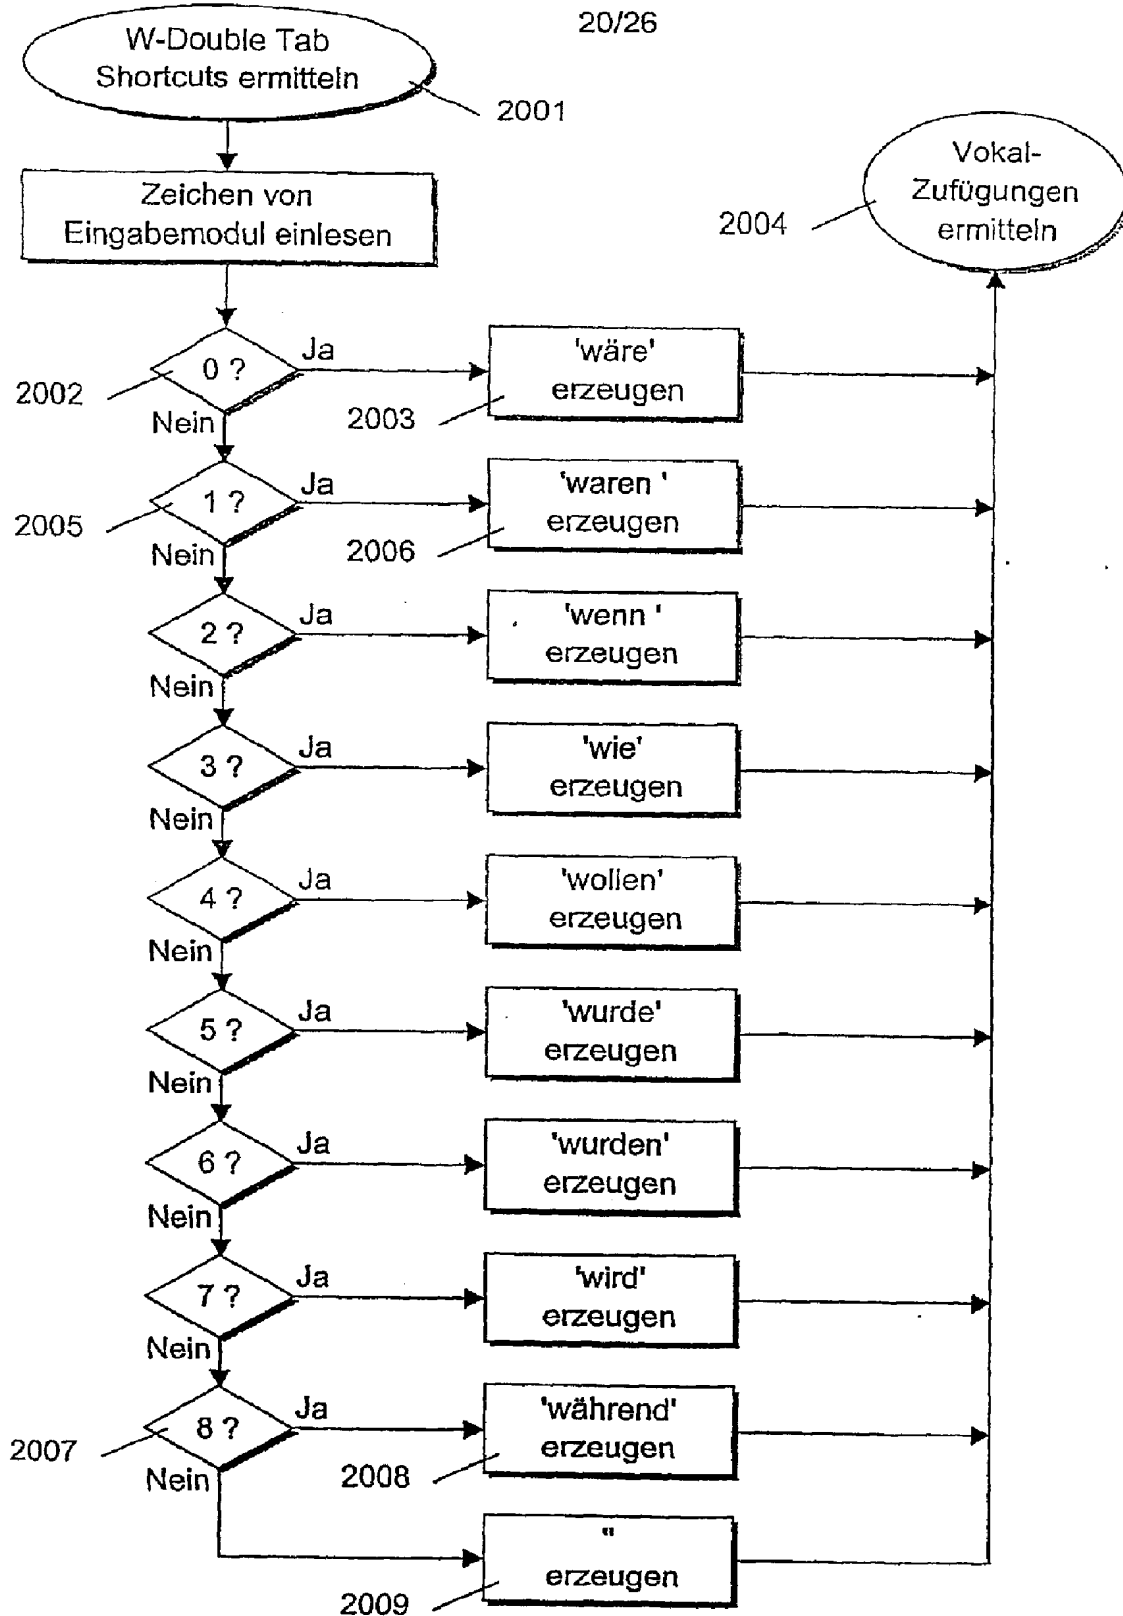 20/26
W-Double Tab
Shortcuts ermitteln
2001
Zeichen von
Eingabemodul einlesen
Vokal-
Zufügungen
ermitteln
2004
0 ?
Ja
Nein
2002
'wäre'
erzeugen
2003
1 ?
Ja
Nein
2005
'waren '
erzeugen
2006
2 ?
Ja
Nein
'wenn '
erzeugen
3 ?
Ja
Nein
'wie'
erzeugen
4 ?
Ja
Nein
'wollen'
erzeugen
5 ?
Ja
Nein
'wurde'
erzeugen
6 ?
Ja
Nein
'wurden'
erzeugen
7 ?
Ja
Nein
'wird'
erzeugen
8 ?
Ja
Nein
2007
'während'
erzeugen
2008
''
erzeugen
2009